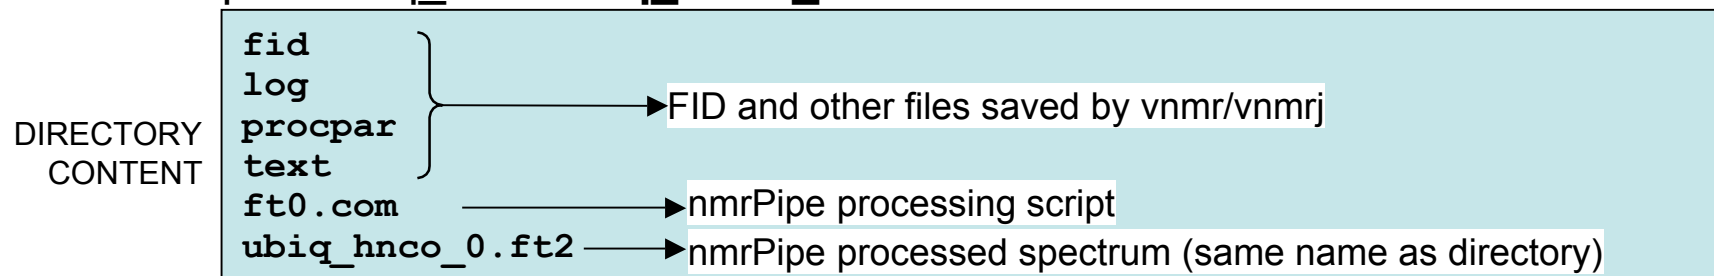 fid
log
procpar
text
ft0.com
ubiq_hnco_0.ft2
DIRECTORY
CONTENT
FID and other files saved by vnmr/vnmrj
nmrPipe processing script
nmrPipe processed spectrum (same name as directory)